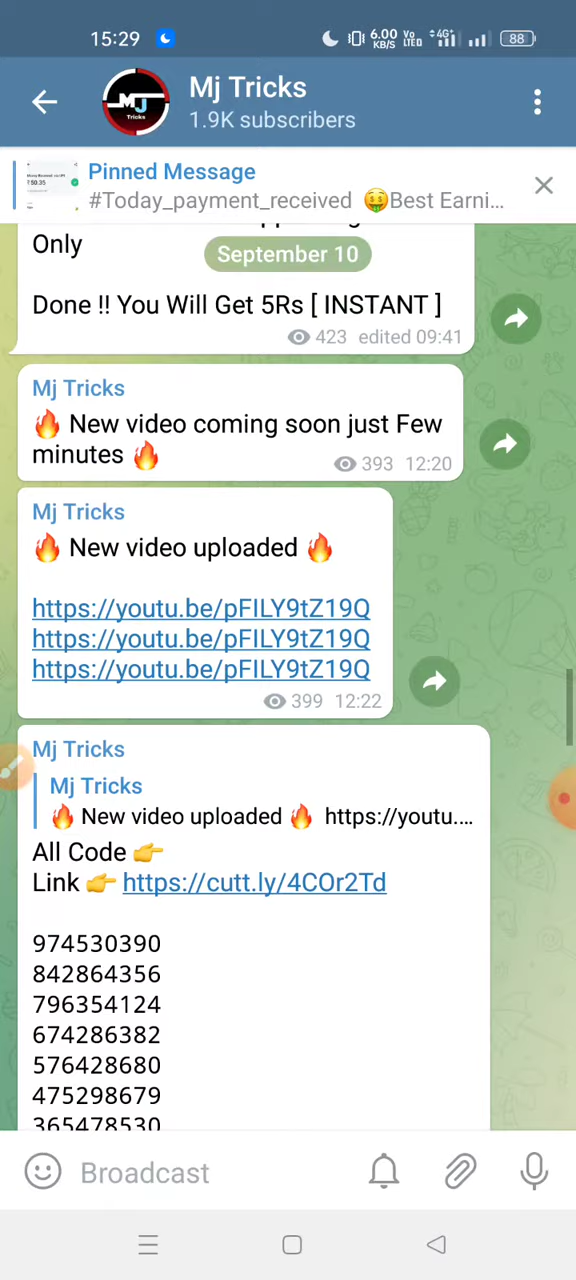 15:29
6.00
KB/S
Vo
LTED
4G
88
MJ
Tricks
Mj Tricks
1.9K subscribers
Pinned Message
#Today_payment_received 🤑Best Earni...
Only
September 10
Done !! You Will Get 5Rs [ INSTANT ]
423 edited 09:41
Mj Tricks
🔥 New video coming soon just Few
minutes 🔥
393 12:20
Mj Tricks
🔥 New video uploaded 🔥
https://youtu.be/pFILY9tZ19Q
https://youtu.be/pFILY9tZ19Q
https://youtu.be/pFILY9tZ19Q
399 12:22
Mj Tricks
Mj Tricks
🔥 New video uploaded 🔥 https://youtu....
All Code 👉
Link 👉 https://cutt.ly/4COr2Td
974530390
842864356
796354124
674286382
576428680
475298679
365478530
Broadcast